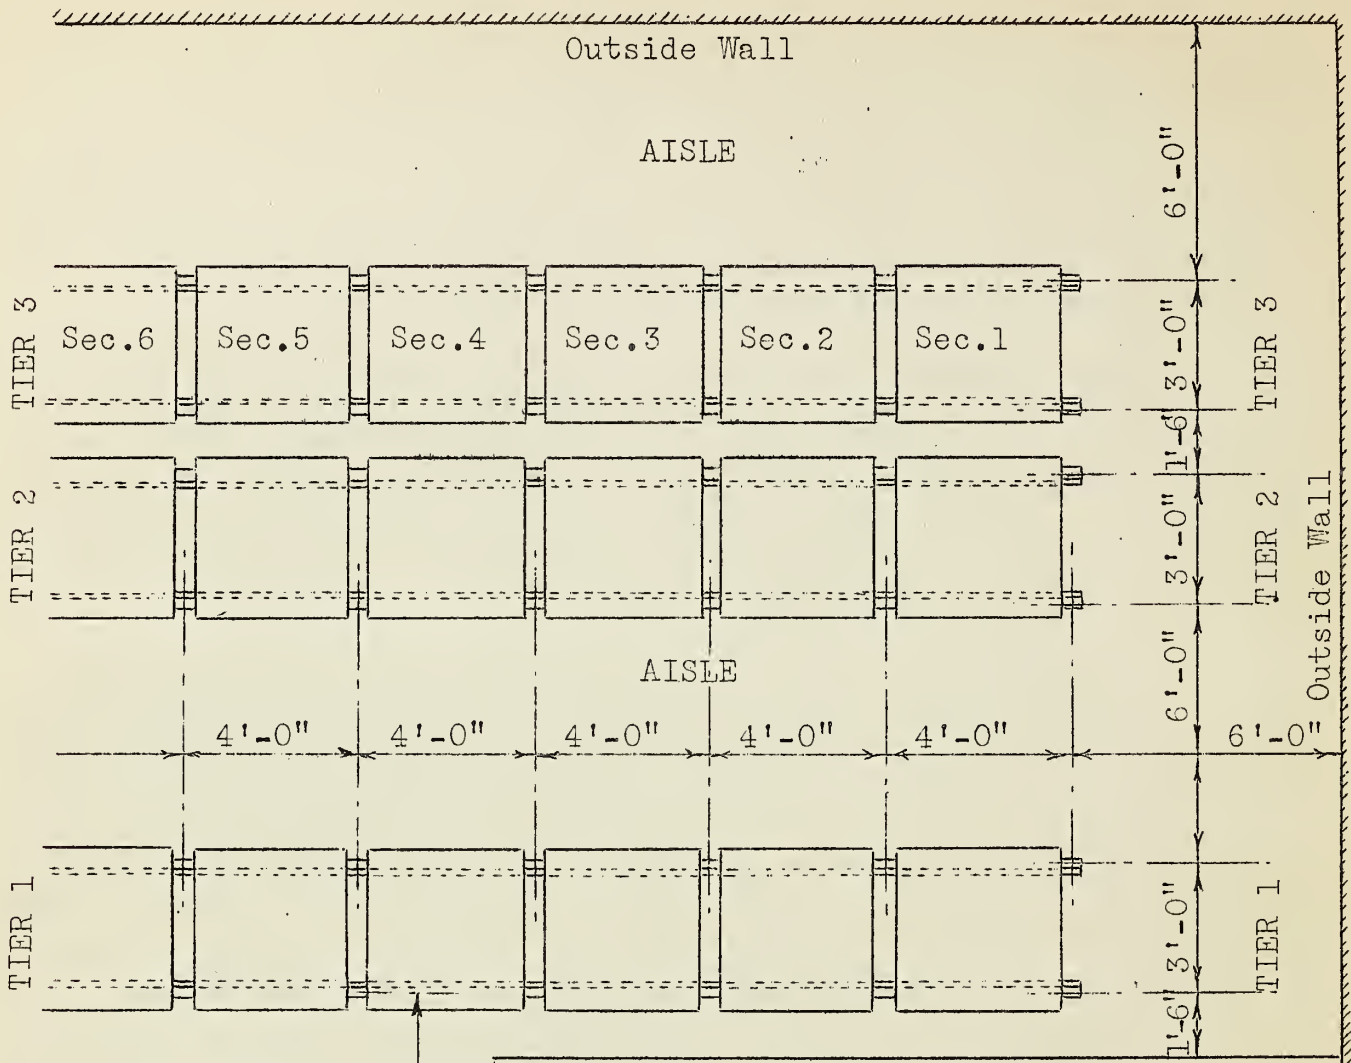 Outside Wall
AISLE
6'-0"
TIER 3
Sec.6
Sec.5
Sec.4
Sec.3
Sec.2
Sec.1
3'-0"
TIER 3
1'-6"
TIER 2
3'-0"
TIER 2
Outside Wall
AISLE
6'-0"
4'-0"
4'-0"
4'-0"
4'-0"
4'-0"
6'-0"
TIER 1
3'-0"
TIER 1
1'-6"